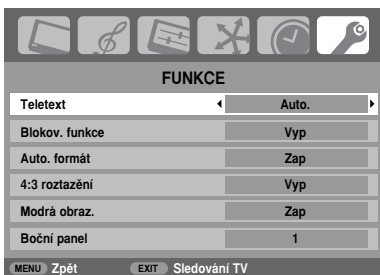 FUNKCE
Teletext Auto.
Blokov. funkce Vyp
Auto. formát Zap
4:3 roztazění Vyp
Modrá obraz. Zap
Boční panel 1
MENU Zpět EXIT Sledování TV